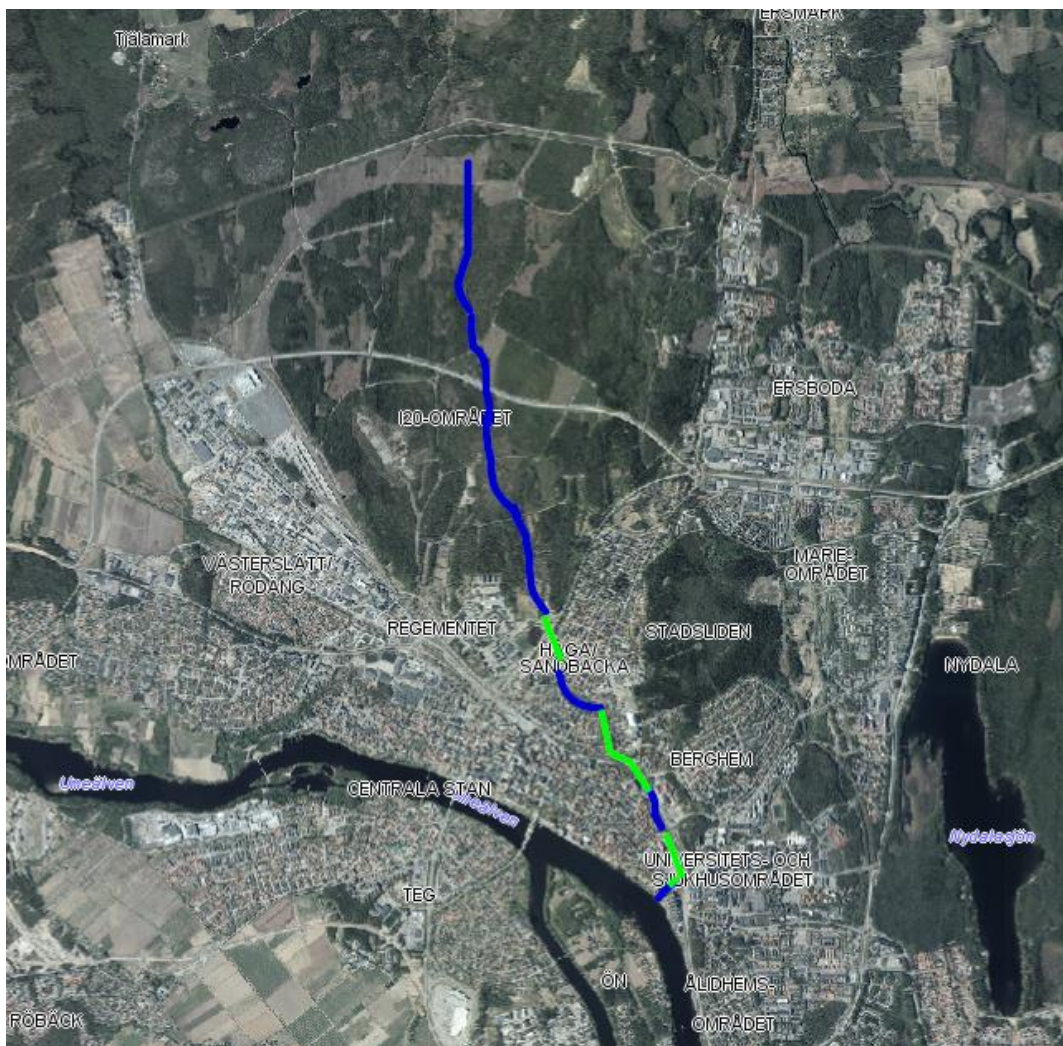 ERSMARK
Tjälamark
ERSBODA
I20-OMRÅDET
VÄSTERSLÄTT/
RÖDÄNG
MARIE-
OMRÅDET
REGEMENTET
STADSLIDEN
HAGA/
SANDBACKA
OMRÅDET
NYDALA
BERGHEM
Umeälven
CENTRALA STAN
Umeälven
Nydalasjön
UNIVERSITETS- OCH
SJUKHUSOMRÅDET
TEG
ÖN
ÅLIDHEMS-
OMRÅDET
RÖBÄCK